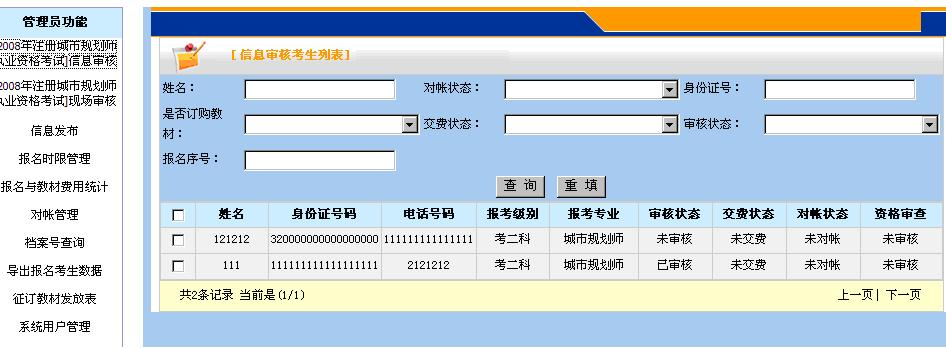 管理员功能
2008年注册城市规划师
执业资格考试]信息审核
2008年注册城市规划师
执业资格考试]现场审核
信息发布
报名时限管理
报名与教材费用统计
对帐管理
档案号查询
导出报名考生数据
征订教材发放表
系统用户管理
[ 信息审核考生列表]
姓名： 对帐状态： 身份证号：
是否订购教
材： 交费状态： 审核状态：
报名序号：
查 询 重 填
姓名 身份证号码 电话号码 报考级别 报考专业 审核状态 交费状态 对帐状态 资格审查
121212 320000000000000000 111111111111111 考二科 城市规划师 未审核 未交费 未对帐 未审核
111 111111111111111111 2121212 考二科 城市规划师 已审核 未交费 未对帐 未审核
共2条记录 当前是(1/1) 上一页| 下一页